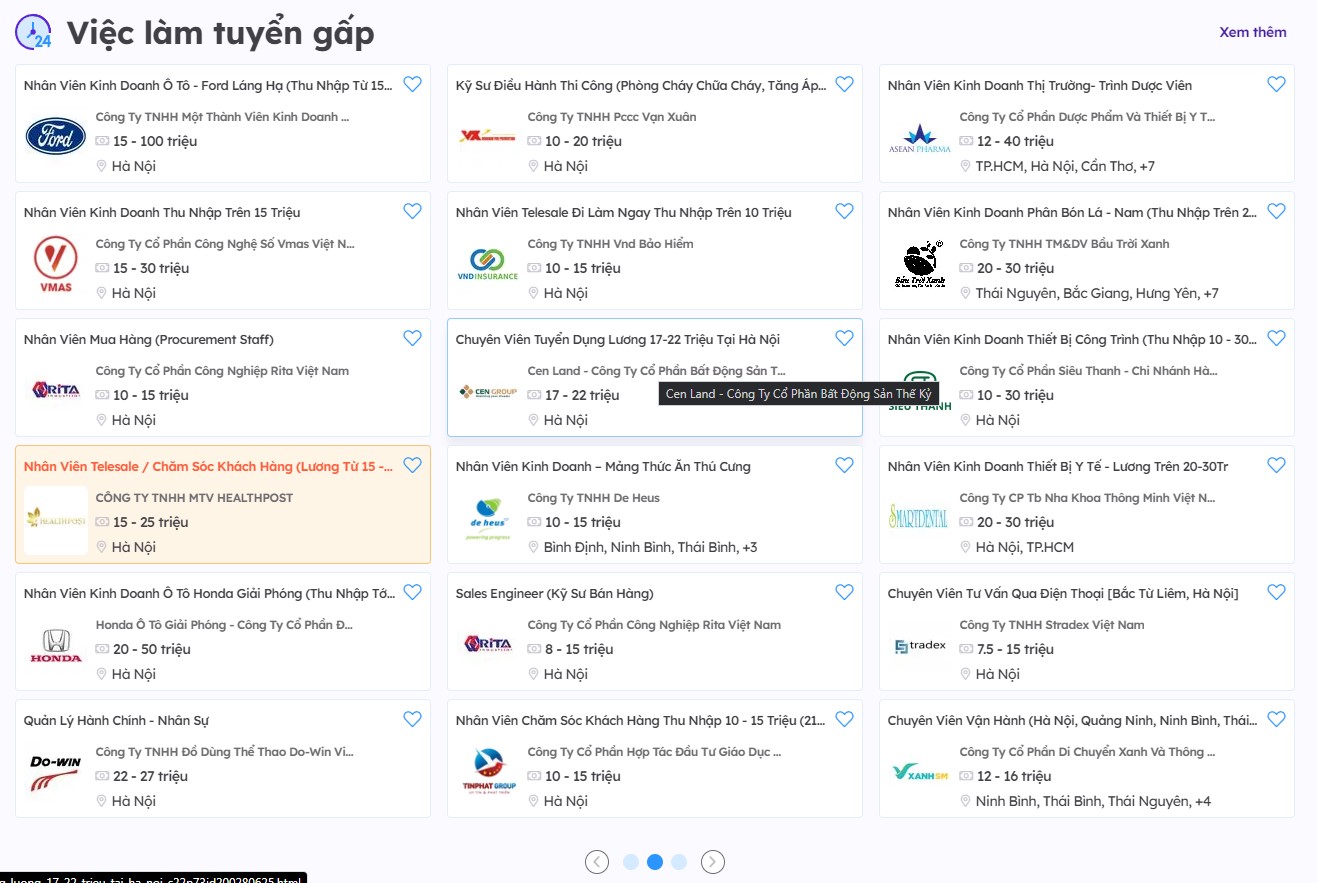 24 Việc làm tuyển gấp
Xem thêm
Nhân Viên Kinh Doanh Ô Tô - Ford Láng Hạ (Thu Nhập Từ 15...
Ford
Công Ty TNHH Một Thành Viên Kinh Doanh ...
15 - 100 triệu
Hà Nội
Kỹ Sư Điều Hành Thi Công (Phòng Cháy Chữa Cháy, Tăng Áp...
Công Ty TNHH Pccc Vạn Xuân
10 - 20 triệu
Hà Nội
Nhân Viên Kinh Doanh Thị Trường- Trình Dược Viên
ASEAN PHARMA
Công Ty Cổ Phần Dược Phẩm Và Thiết Bị Y T...
12 - 40 triệu
TP.HCM, Hà Nội, Cần Thơ, +7
Nhân Viên Kinh Doanh Thu Nhập Trên 15 Triệu
VMAS
Công Ty Cổ Phần Công Nghệ Số Vmas Việt N...
15 - 30 triệu
Hà Nội
Nhân Viên Telesale Đi Làm Ngay Thu Nhập Trên 10 Triệu
VNDINSURANCE
Công Ty TNHH Vnd Bảo Hiểm
10 - 15 triệu
Hà Nội
Nhân Viên Kinh Doanh Phân Bón Lá - Nam (Thu Nhập Trên 2...
Bầu Trời Xanh
Công Ty TNHH TM&DV Bầu Trời Xanh
20 - 30 triệu
Thái Nguyên, Bắc Giang, Hưng Yên, +7
Nhân Viên Mua Hàng (Procurement Staff)
RITA
Công Ty Cổ Phần Công Nghiệp Rita Việt Nam
10 - 15 triệu
Hà Nội
Chuyên Viên Tuyển Dụng Lương 17-22 Triệu Tại Hà Nội
CEN GROUP
Cen Land - Công Ty Cổ Phần Bất Động Sản T...
17 - 22 triệu
Cen Land - Công Ty Cổ Phần Bất Động Sản Thế Kỷ
Hà Nội
Nhân Viên Kinh Doanh Thiết Bị Công Trình (Thu Nhập 10 - 30...
SIEU THANH
Công Ty Cổ Phần Siêu Thanh - Chi Nhánh Hà...
10 - 30 triệu
Hà Nội
Nhân Viên Telesale / Chăm Sóc Khách Hàng (Lương Từ 15 -...
HEALTHPOST
CÔNG TY TNHH MTV HEALTHPOST
15 - 25 triệu
Hà Nội
Nhân Viên Kinh Doanh – Mảng Thức Ăn Thú Cưng
de heus
powering progress
Công Ty TNHH De Heus
10 - 15 triệu
Bình Định, Ninh Bình, Thái Bình, +3
Nhân Viên Kinh Doanh Thiết Bị Y Tế - Lương Trên 20-30Tr
SMARTDENTAL
Công Ty CP Tb Nha Khoa Thông Minh Việt N...
20 - 30 triệu
Hà Nội, TP.HCM
Nhân Viên Kinh Doanh Ô Tô Honda Giải Phóng (Thu Nhập Tớ...
HONDA
Honda Ô Tô Giải Phóng - Công Ty Cổ Phần Đ...
20 - 50 triệu
Hà Nội
Sales Engineer (Kỹ Sư Bán Hàng)
RITA
Công Ty Cổ Phần Công Nghiệp Rita Việt Nam
8 - 15 triệu
Hà Nội
Chuyên Viên Tư Vấn Qua Điện Thoại [Bắc Từ Liêm, Hà Nội]
tradex
Công Ty TNHH Stradex Việt Nam
7.5 - 15 triệu
Hà Nội
Quản Lý Hành Chính - Nhân Sự
DO-WIN
Công Ty TNHH Đồ Dùng Thể Thao Do-Win Vi...
22 - 27 triệu
Hà Nội
Nhân Viên Chăm Sóc Khách Hàng Thu Nhập 10 - 15 Triệu (21...
TINPHAT GROUP
Công Ty Cổ Phần Hợp Tác Đầu Tư Giáo Dục ...
10 - 15 triệu
Hà Nội
Chuyên Viên Vận Hành (Hà Nội, Quảng Ninh, Ninh Bình, Thái...
XANH SM
Công Ty Cổ Phần Di Chuyển Xanh Và Thông ...
12 - 16 triệu
Ninh Bình, Thái Bình, Thái Nguyên, +4